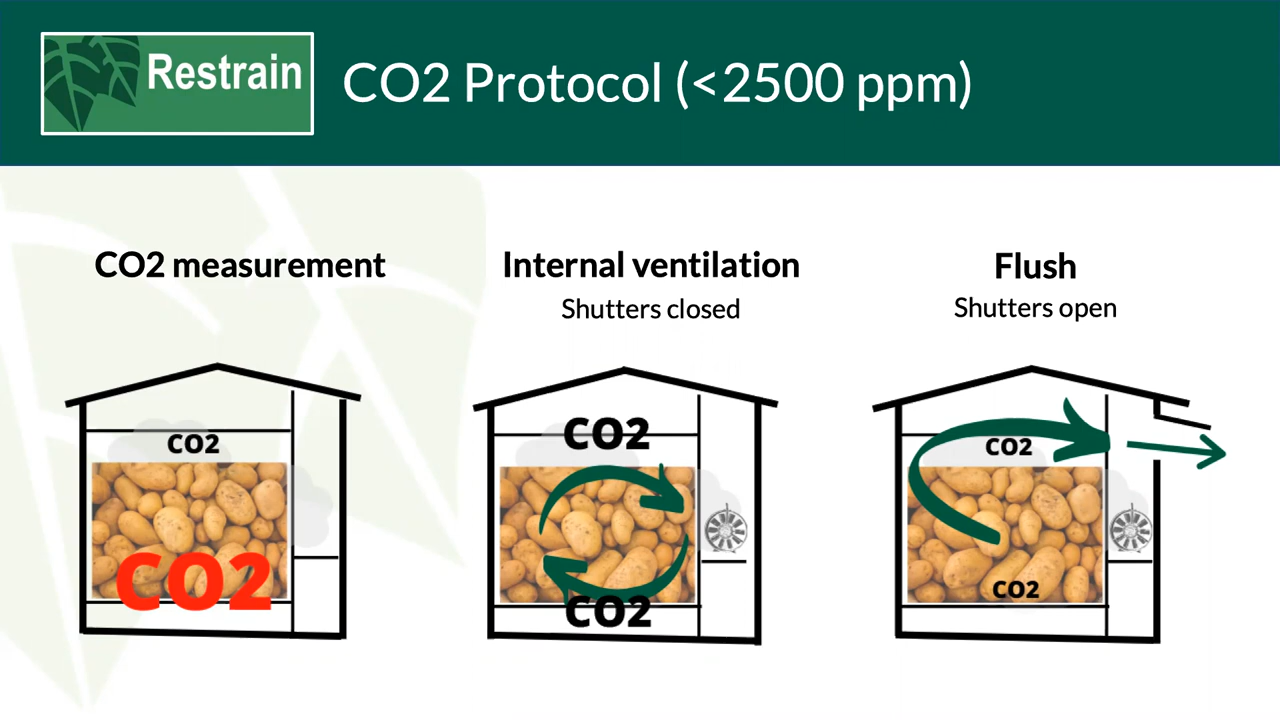 Restrain
CO2 Protocol (<2500 ppm)
CO2 measurement
Internal ventilation
Shutters closed
Flush
Shutters open
CO2
CO2
CO2
CO2
CO2
CO2